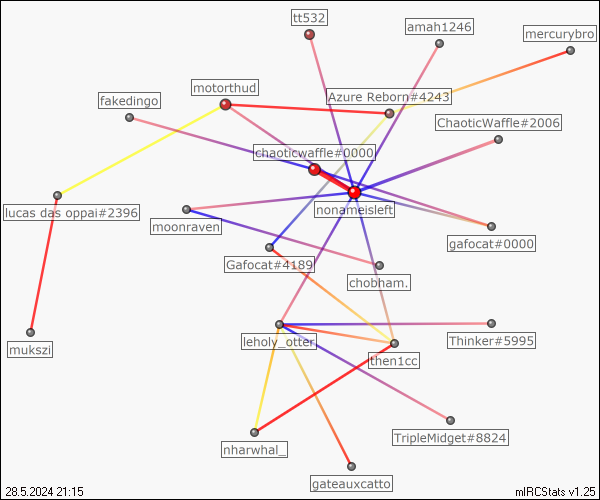 tt532
amah1246
mercurybro
motorthud
Azure Reborn#4243
fakedingo
ChaoticWaffle#2006
chaoticwaffle#0000
lucas das oppai#2396
nonameisleft
moonraven
gafocat#0000
Gafocat#4189
chobham.
mukszi
leholy_otter
Thinker#5995
then1cc
nharwhal_
TripleMidget#8824
gateauxcatto
28.5.2024 21:15
mIRCStats v1.25